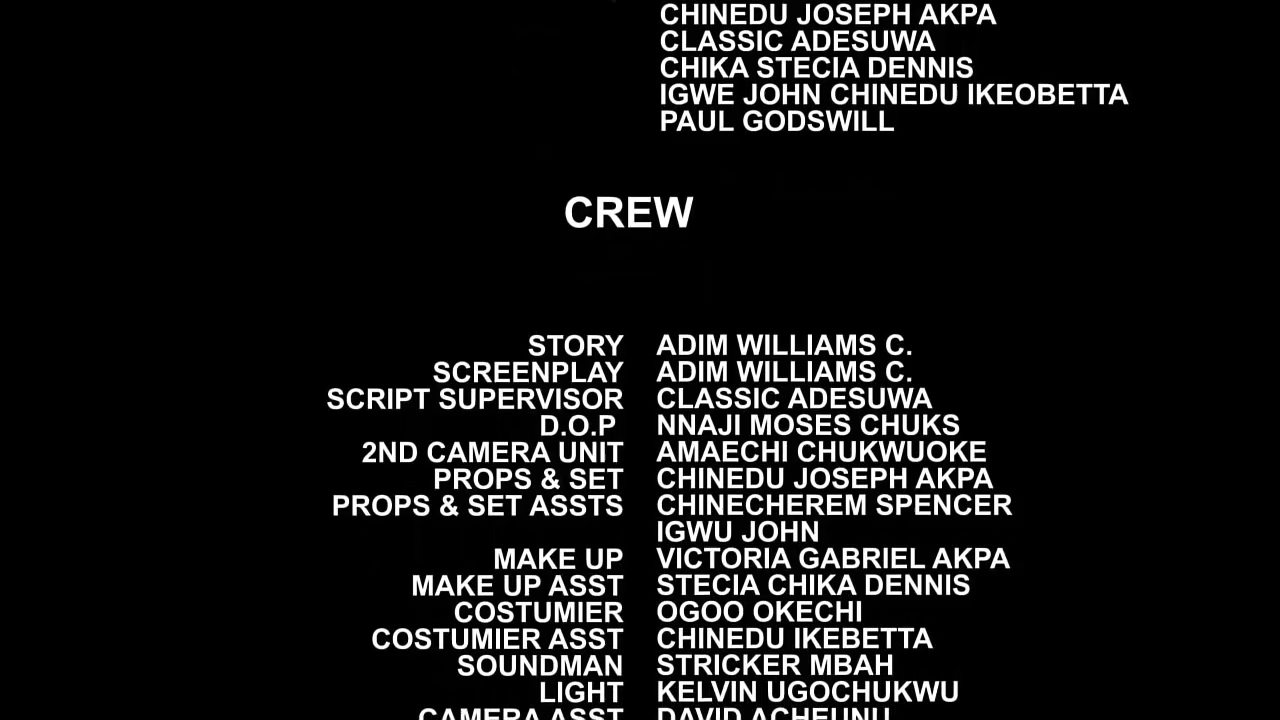 CHINEDU JOSEPH AKPA
CLASSIC ADESUWA
CHIKA STECIA DENNIS
IGWE JOHN CHINEDU IKEOBETTA
PAUL GODSWILL
CREW
STORY ADIM WILLIAMS C.
SCREENPLAY ADIM WILLIAMS C.
SCRIPT SUPERVISOR CLASSIC ADESUWA
D.O.P NNAJI MOSES CHUKS
2ND CAMERA UNIT AMAECHI CHUKWUOKE
PROPS & SET CHINEDU JOSEPH AKPA
PROPS & SET ASSTS CHINECHEREM SPENCER
IGWU JOHN
MAKE UP VICTORIA GABRIEL AKPA
MAKE UP ASST STECIA CHIKA DENNIS
COSTUMIER OGOO OKECHI
COSTUMIER ASST CHINEDU IKEBETTA
SOUNDMAN STRICKER MBAH
LIGHT KELVIN UGOCHUKWU
CAMERA ASST DAVID ACHEUNU